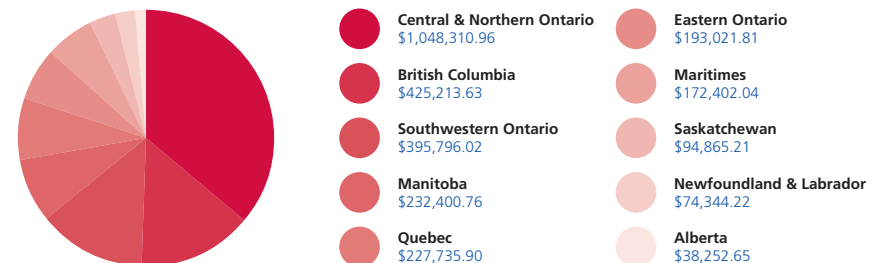 Central & Northern Ontario
$1,048,310.96
British Columbia
$425,213.63
Southwestern Ontario
$395,796.02
Manitoba
$232,400.76
Quebec
$227,735.90
Eastern Ontario
$193,021.81
Maritimes
$172,402.04
Saskatchewan
$94,865.21
Newfoundland & Labrador
$74,344.22
Alberta
$38,252.65